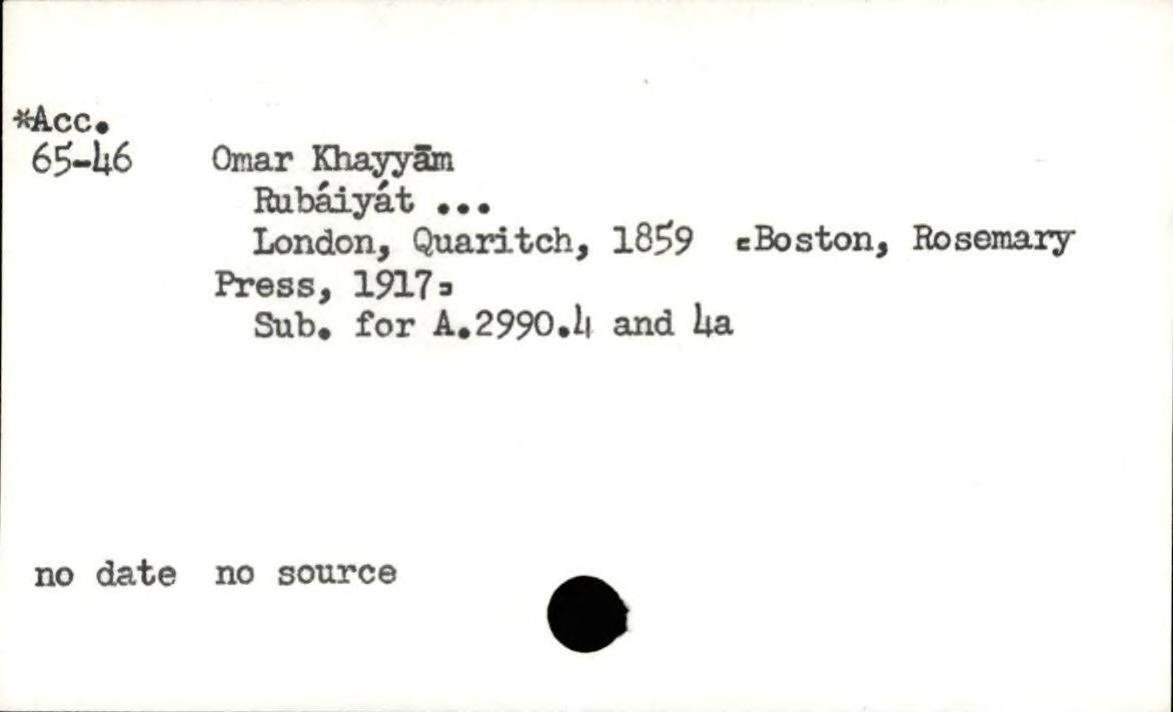 *Acc.
65-46 Omar Khayyām
Rubáiyát ...
London, Quaritch, 1859 [Boston, Rosemary
Press, 1917]
Sub. for A.2990.4 and 4a
no date no source